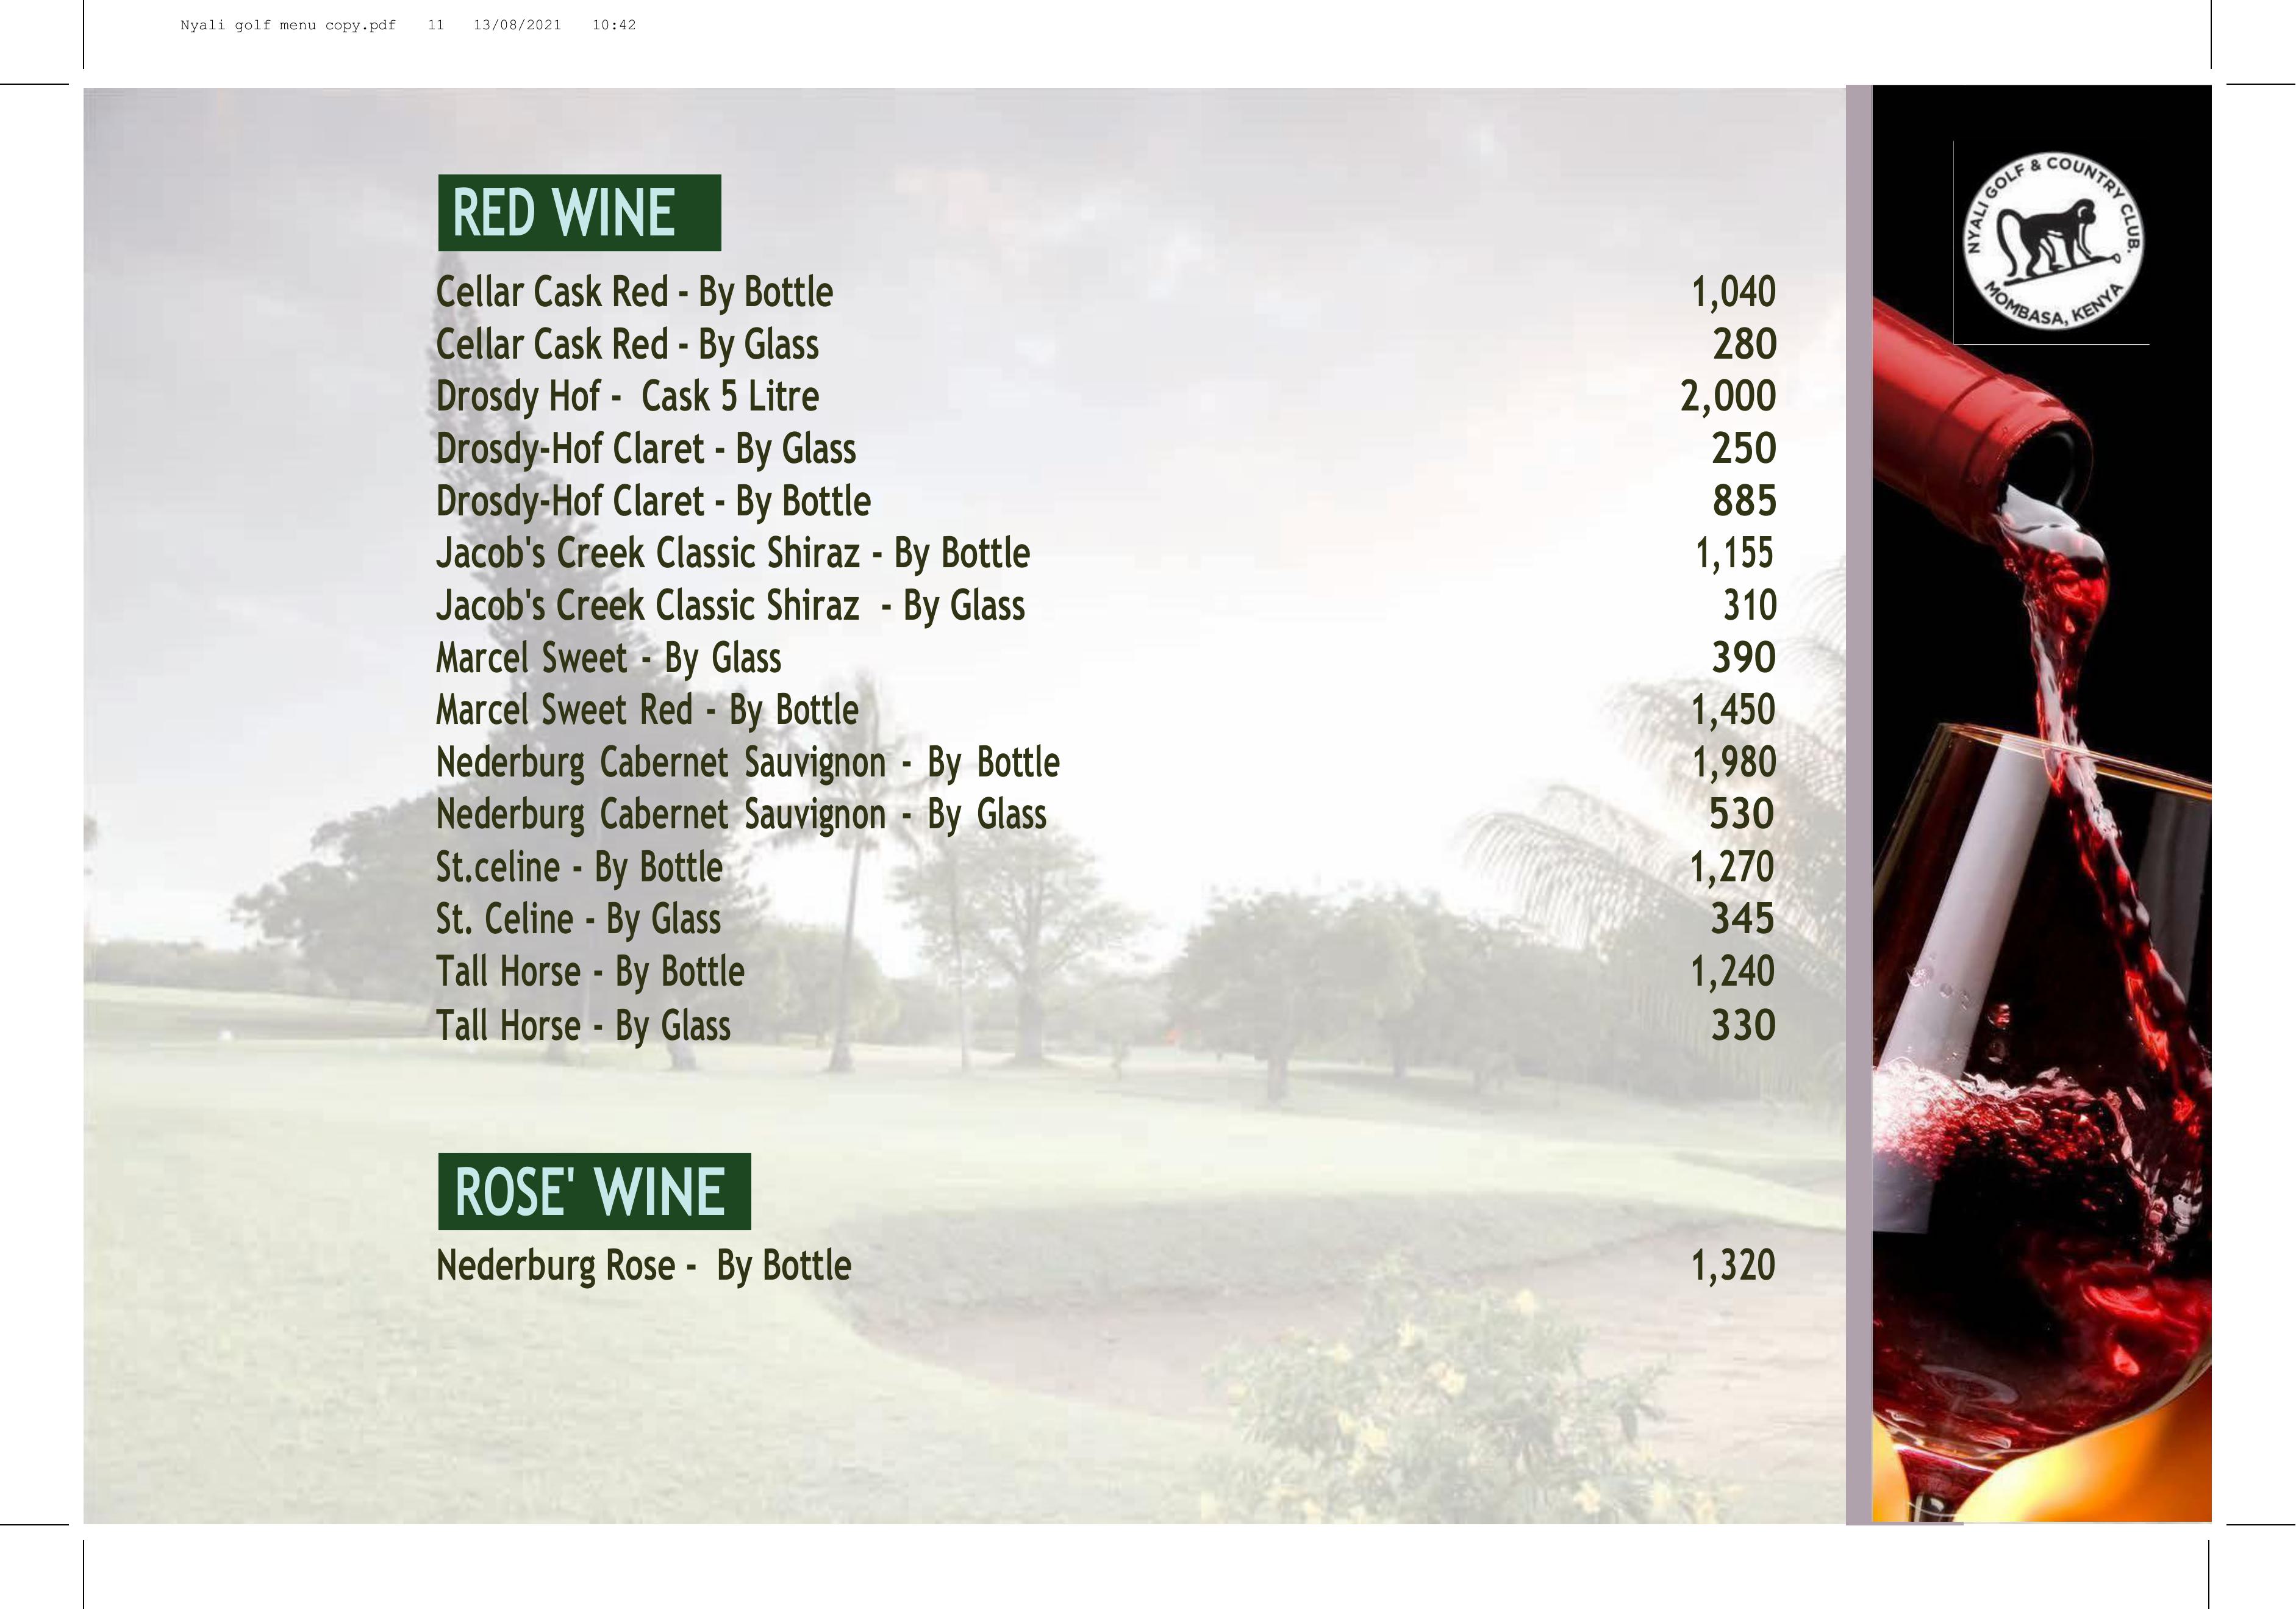 Nyali golf menu copy.pdf 11 13/08/2021 10:42
NYALI GOLF & COUNTRY CLUB.
MOMBASA, KENYA
RED WINE
Cellar Cask Red - By Bottle 1,040
Cellar Cask Red - By Glass 280
Drosdy Hof - Cask 5 Litre 2,000
Drosdy-Hof Claret - By Glass 250
Drosdy-Hof Claret - By Bottle 885
Jacob's Creek Classic Shiraz - By Bottle 1,155
Jacob's Creek Classic Shiraz - By Glass 310
Marcel Sweet - By Glass 390
Marcel Sweet Red - By Bottle 1,450
Nederburg Cabernet Sauvignon - By Bottle 1,980
Nederburg Cabernet Sauvignon - By Glass 530
St.celine - By Bottle 1,270
St. Celine - By Glass 345
Tall Horse - By Bottle 1,240
Tall Horse - By Glass 330
ROSE' WINE
Nederburg Rose - By Bottle 1,320